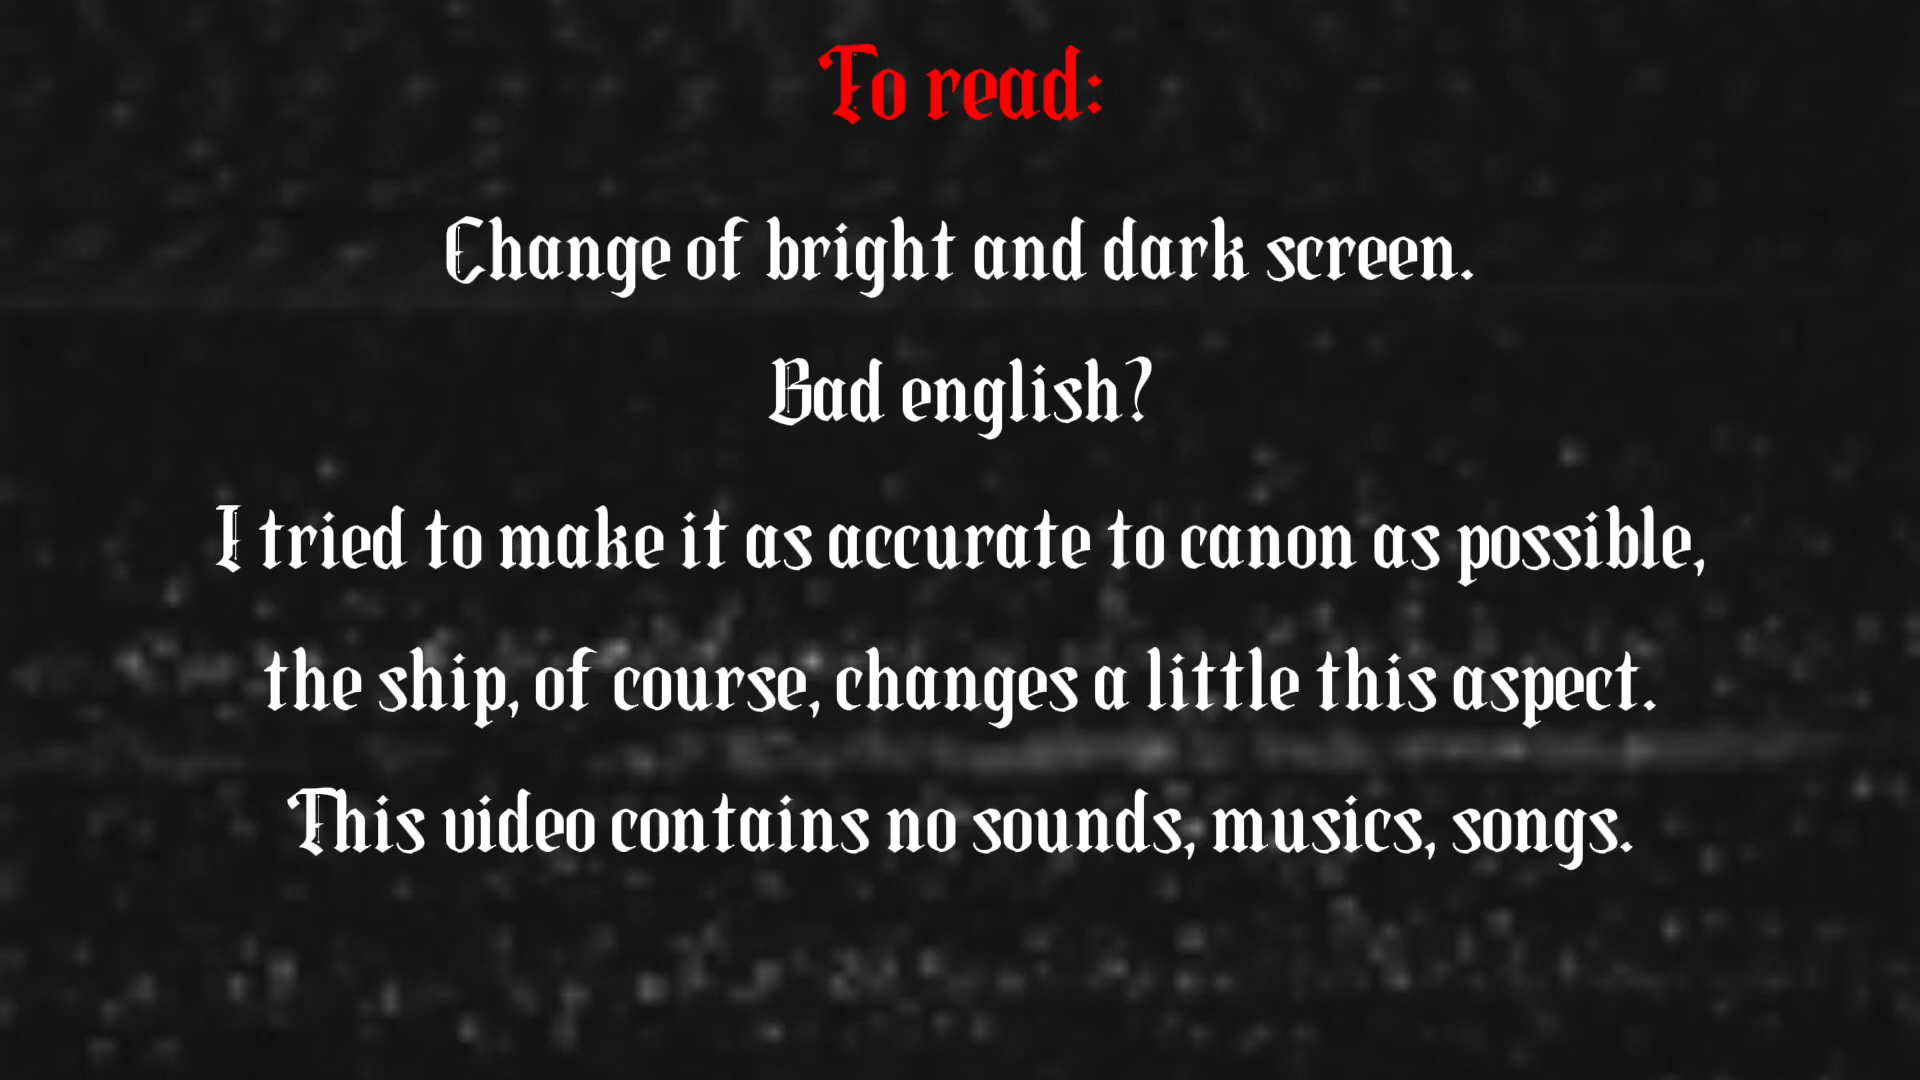 To read:
Change of bright and dark screen.
Bad english?
I tried to make it as accurate to canon as possible,
the ship, of course, changes a little this aspect.
This video contains no sounds, musics, songs.